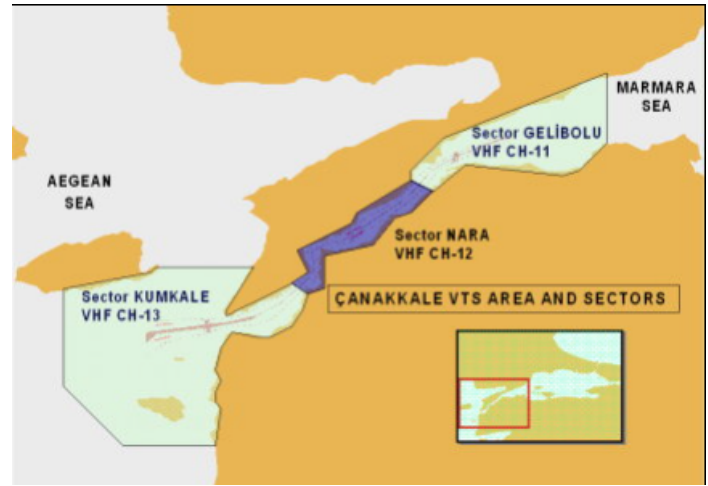 MARMARA
SEA
Sector GELİBOLU
VHF CH-11
AEGEAN
SEA
Sector NARA
VHF CH-12
Sector KUMKALE
VHF CH-13
ÇANAKKALE VTS AREA AND SECTORS